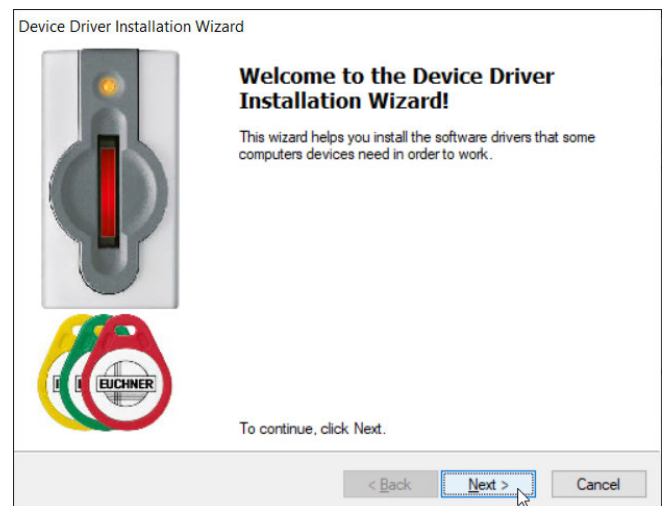 Device Driver Installation Wizard
Welcome to the Device Driver
Installation Wizard!
This wizard helps you install the software drivers that some
computers devices need in order to work.
EUCHNER
To continue, click Next.
< Back
Next >
Cancel